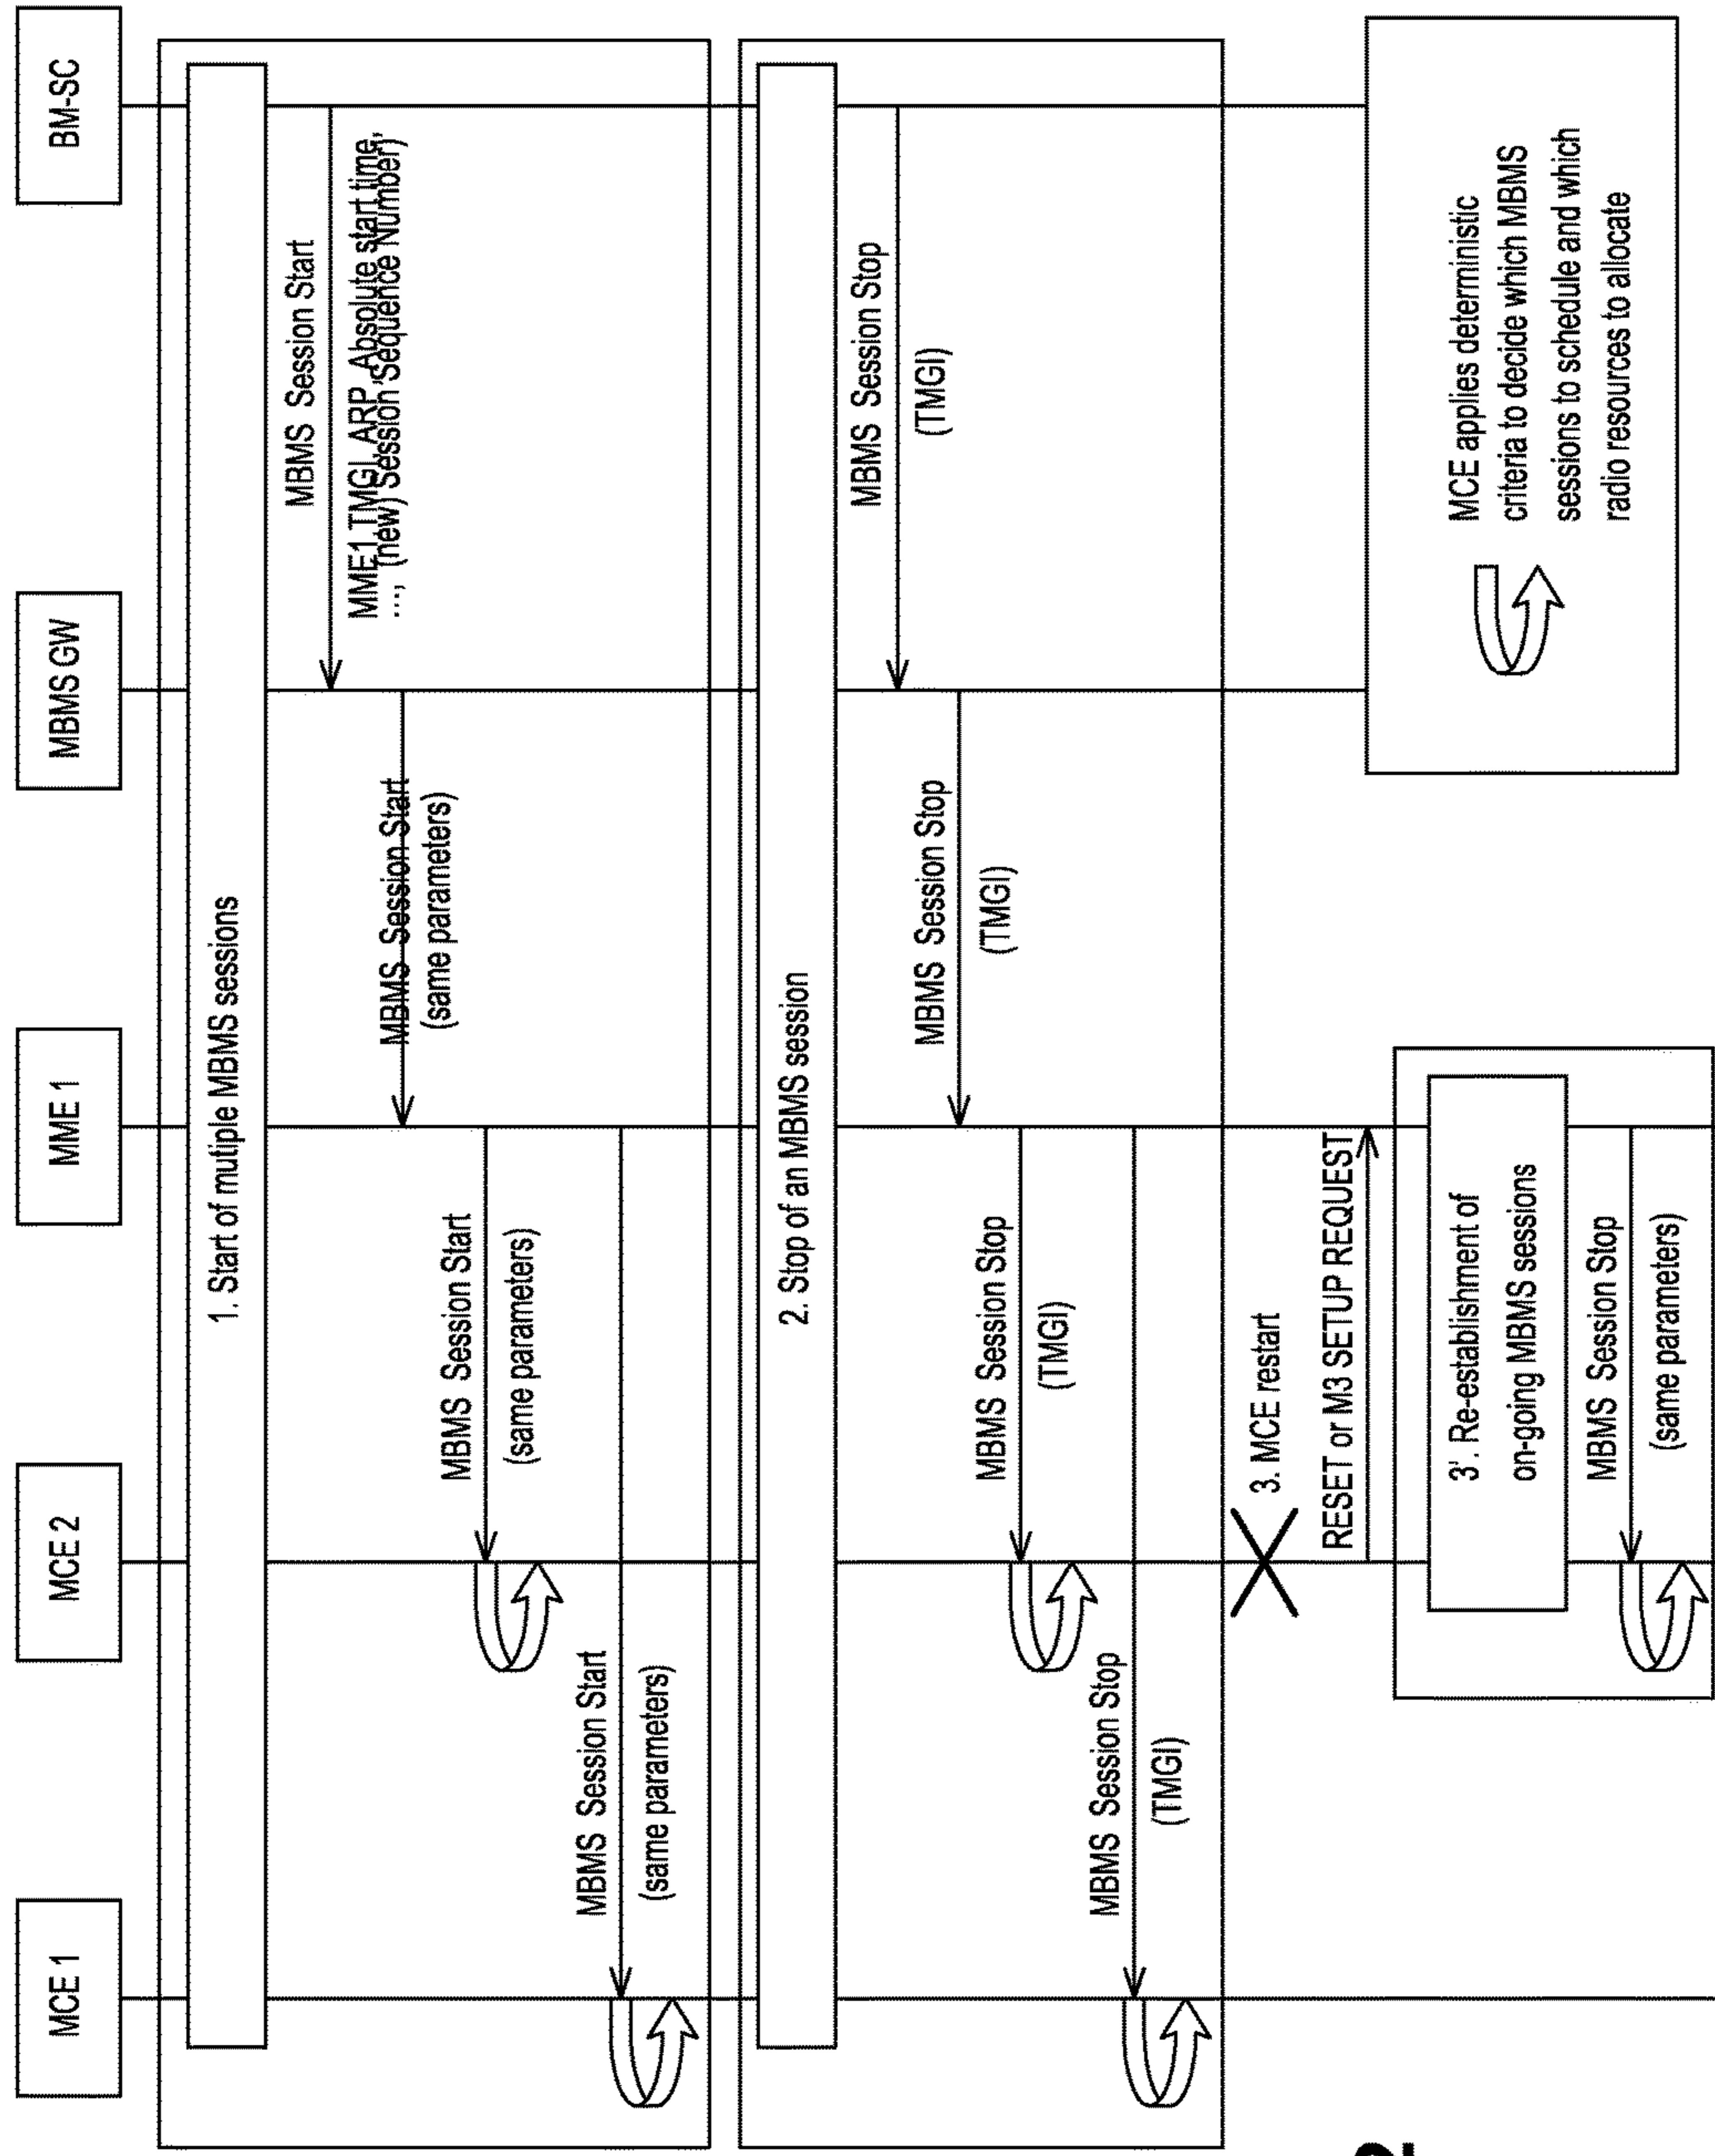 MCE 1
MCE 2
MME 1
MBMS GW
BM-SC
1. Start of mutiple MBMS sessions
MBMS Session Start
MME1,TMGI, ARP, Absolute start time,
..., (new) Session Sequence Number)
MBMS Session Start
(same parameters)
MBMS Session Start
(same parameters)
MBMS Session Start
(same parameters)
2. Stop of an MBMS session
MBMS Session Stop
(TMGI)
MBMS Session Stop
(TMGI)
MBMS Session Stop
(TMGI)
MBMS Session Stop
(TMGI)
3. MCE restart
RESET or M3 SETUP REQUEST
3'. Re-establishment of
on-going MBMS sessions
MBMS Session Stop
(same parameters)
MCE applies deterministic
criteria to decide which MBMS
sessions to schedule and which
radio resources to allocate